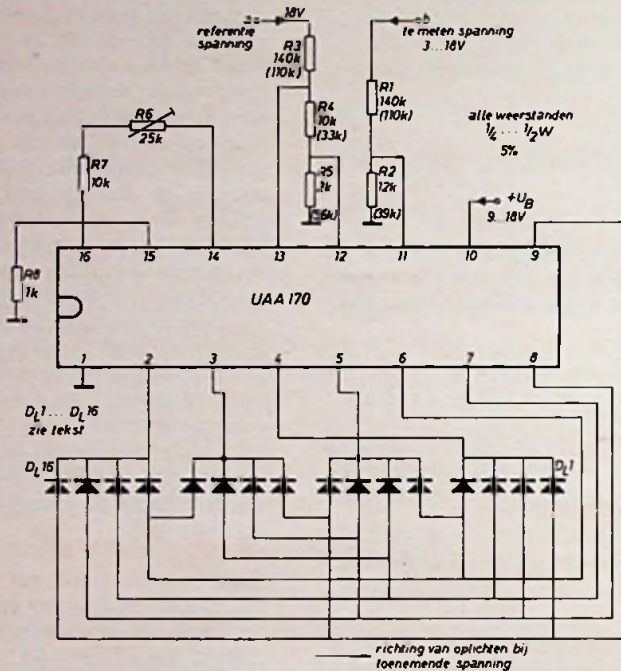 referentie
spanning
a
18V
b
te meten spanning
3...18V
R3
140k
(110k)
R1
140k
(110k)
alle weerstanden
1/4 ... 1/2W
5%
R6
25k
R4
10k
(33k)
R7
10k
R5
(56k)
R2
12k
(39k)
+UB
9...18V
R8
1k
16 15 14 13 12 11 10 9
UAA 170
1 2 3 4 5 6 7 8
DL1 ... DL16
zie tekst
DL16
DL1
richting van oplichten bij
toenemende spanning